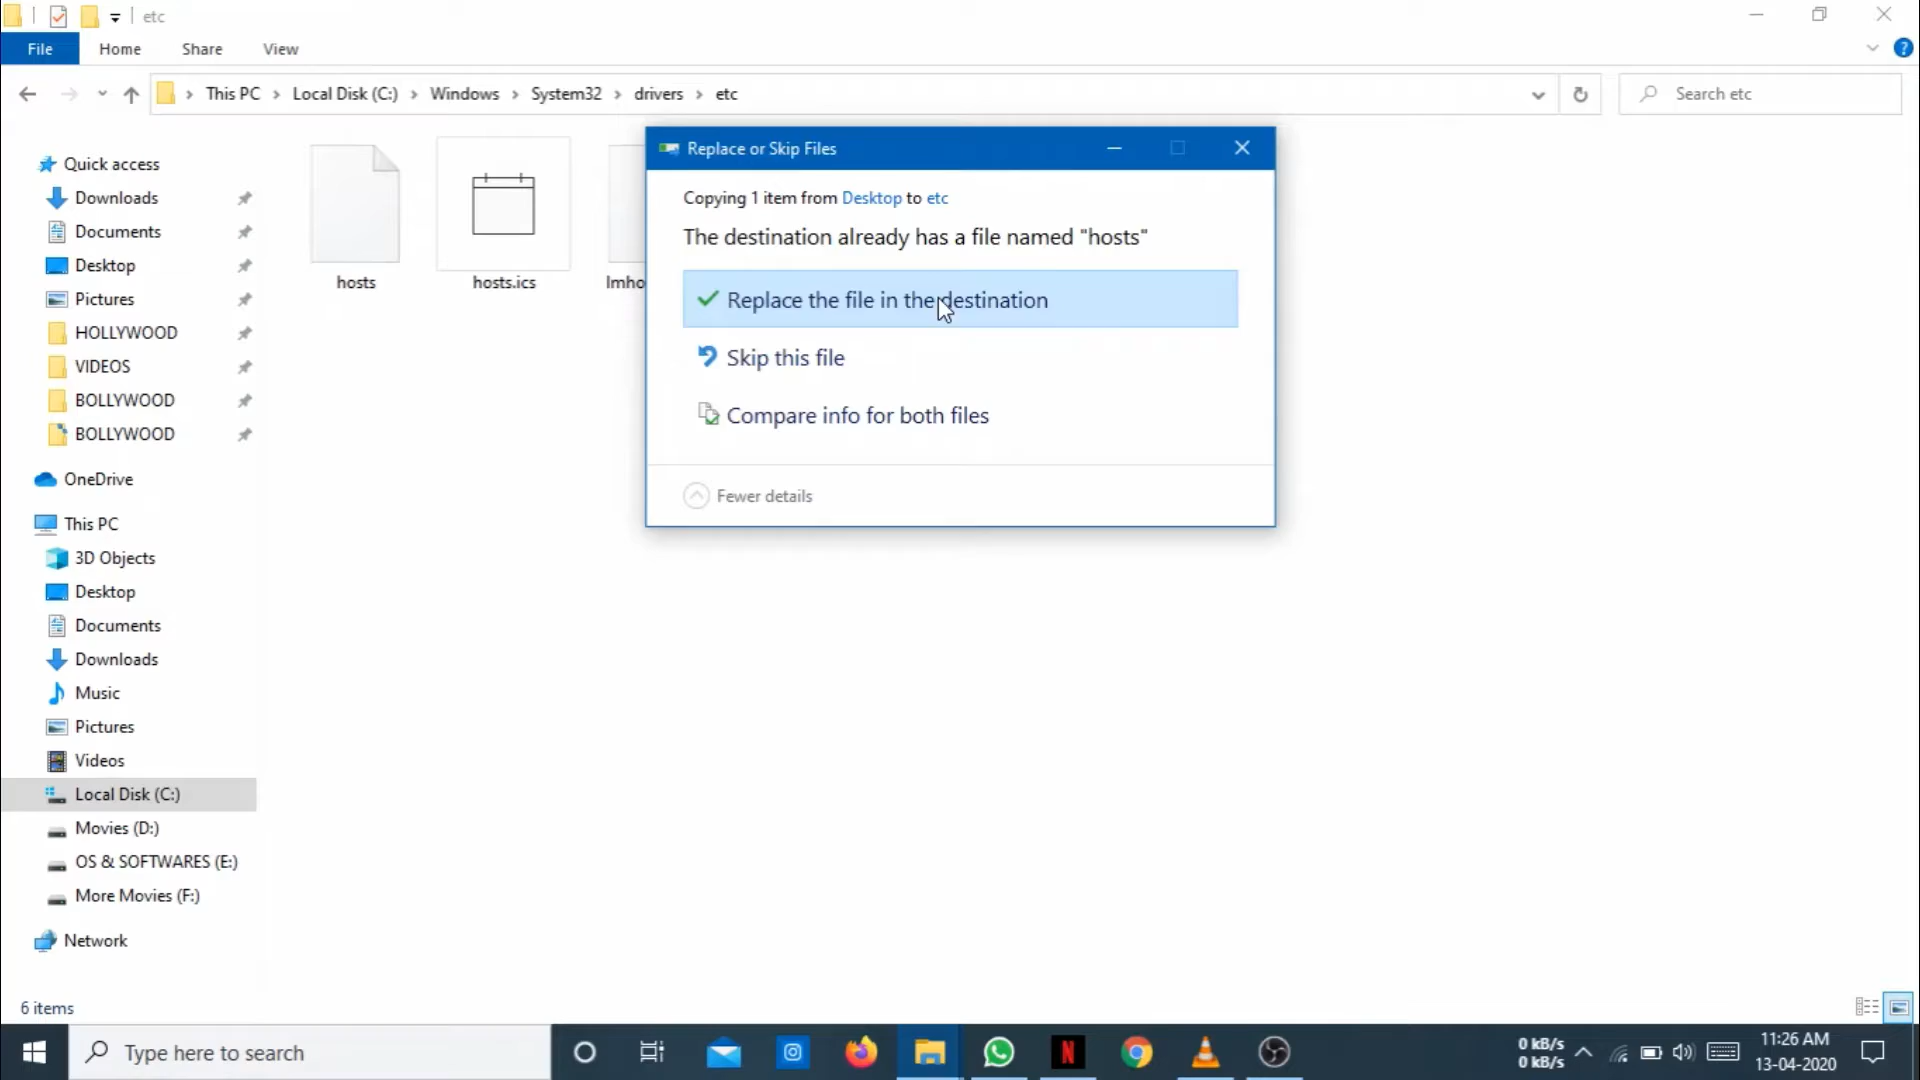 etc
File
Home
Share
View
This PC
Local Disk (C:)
Windows
System32
drivers
etc
Search etc
Quick access
Downloads
Documents
Desktop
Pictures
HOLLYWOOD
VIDEOS
BOLLYWOOD
BOLLYWOOD
OneDrive
This PC
3D Objects
Desktop
Documents
Downloads
Music
Pictures
Videos
Local Disk (C:)
Movies (D:)
OS & SOFTWARES (E:)
More Movies (F:)
Network
hosts
hosts.ics
lmho
Replace or Skip Files
Copying 1 item from Desktop to etc
The destination already has a file named "hosts"
Replace the file in the destination
Skip this file
Compare info for both files
Fewer details
6 items
Type here to search
0 kB/s
0 kB/s
11:26 AM
13-04-2020